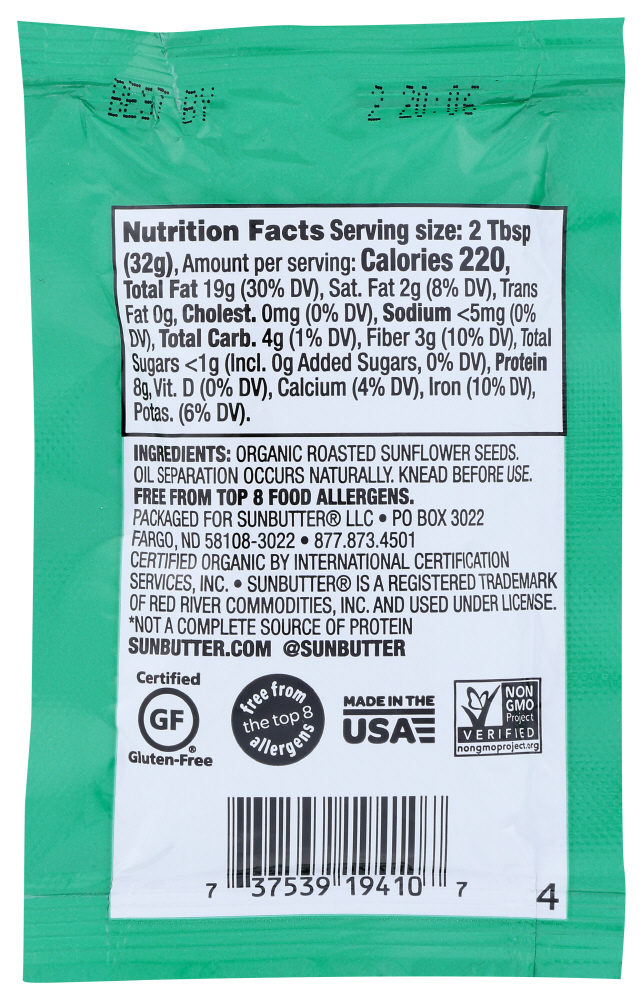 BEST BY 2 20:06
Nutrition Facts Serving size: 2 Tbsp
(32g), Amount per serving: Calories 220,
Total Fat 19g (30% DV), Sat. Fat 2g (8% DV), Trans
Fat 0g, Cholest. 0mg (0% DV), Sodium <5mg (0%
DV), Total Carb. 4g (1% DV), Fiber 3g (10% DV), Total
Sugars <1g (Incl. 0g Added Sugars, 0% DV), Protein
8g, Vit. D (0% DV), Calcium (4% DV), Iron (10% DV),
Potas. (6% DV).
INGREDIENTS: ORGANIC ROASTED SUNFLOWER SEEDS.
OIL SEPARATION OCCURS NATURALLY. KNEAD BEFORE USE.
FREE FROM TOP 8 FOOD ALLERGENS.
PACKAGED FOR SUNBUTTER® LLC • PO BOX 3022
FARGO, ND 58108-3022 • 877.873.4501
CERTIFIED ORGANIC BY INTERNATIONAL CERTIFICATION
SERVICES, INC. • SUNBUTTER® IS A REGISTERED TRADEMARK
OF RED RIVER COMMODITIES, INC. AND USED UNDER LICENSE.
*NOT A COMPLETE SOURCE OF PROTEIN
SUNBUTTER.COM @SUNBUTTER
Certified
GF
®
Gluten-Free
free from
the top 8
allergens
MADE IN THE
USA
NON
GMO
Project
VERIFIED
nongmoproject.org
7 37539 19410 7
4